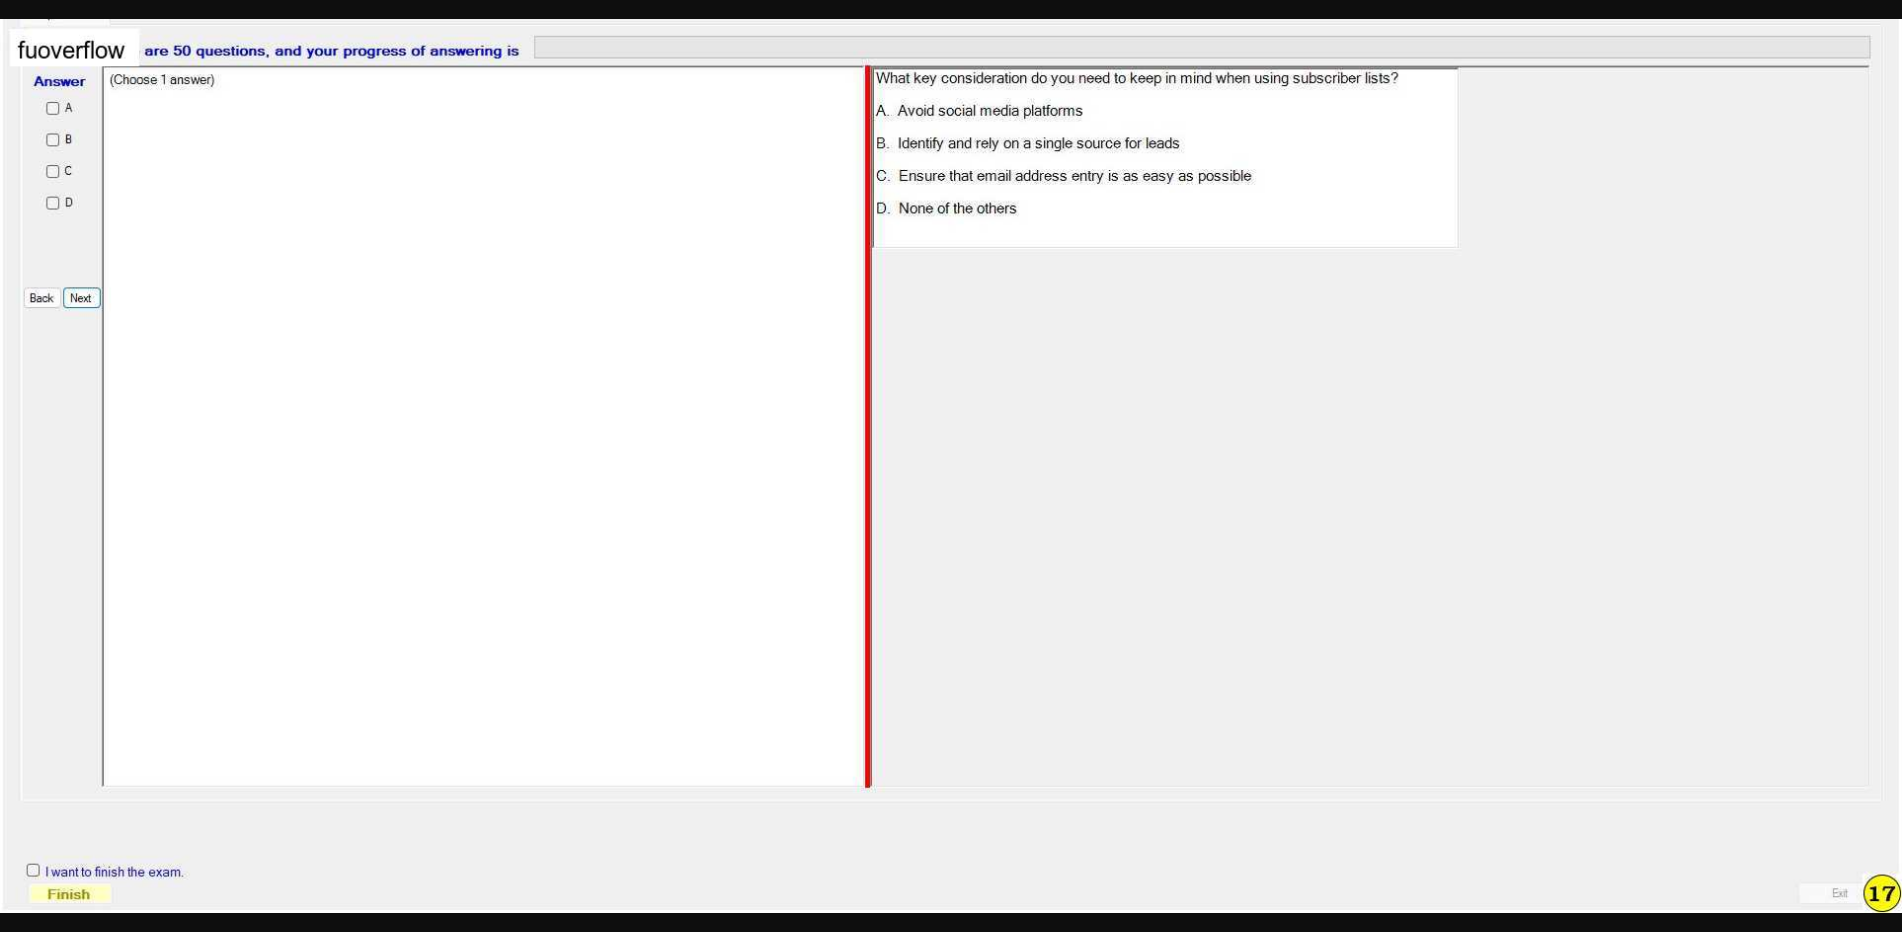 fuoverflow are 50 questions, and your progress of answering is
Answer
(Choose 1 answer)
A
B
C
D
Back Next
What key consideration do you need to keep in mind when using subscriber lists?
A. Avoid social media platforms
B. Identify and rely on a single source for leads
C. Ensure that email address entry is as easy as possible
D. None of the others
I want to finish the exam.
Finish
Exit
17